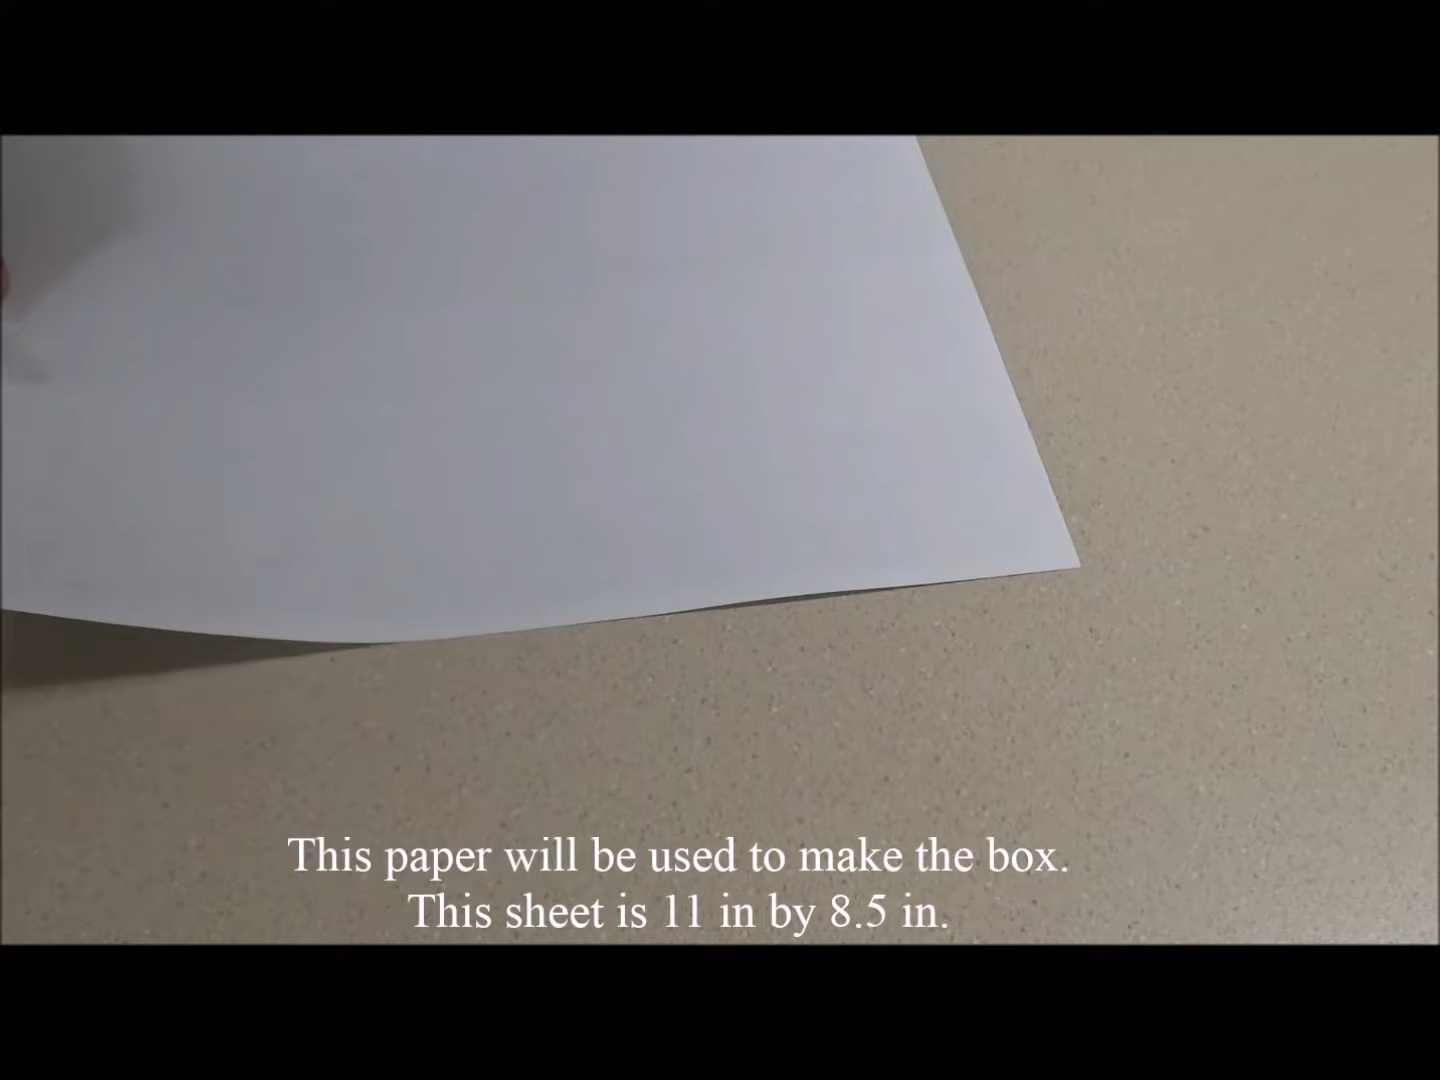 This paper will be used to make the box.
This sheet is 11 in by 8.5 in.